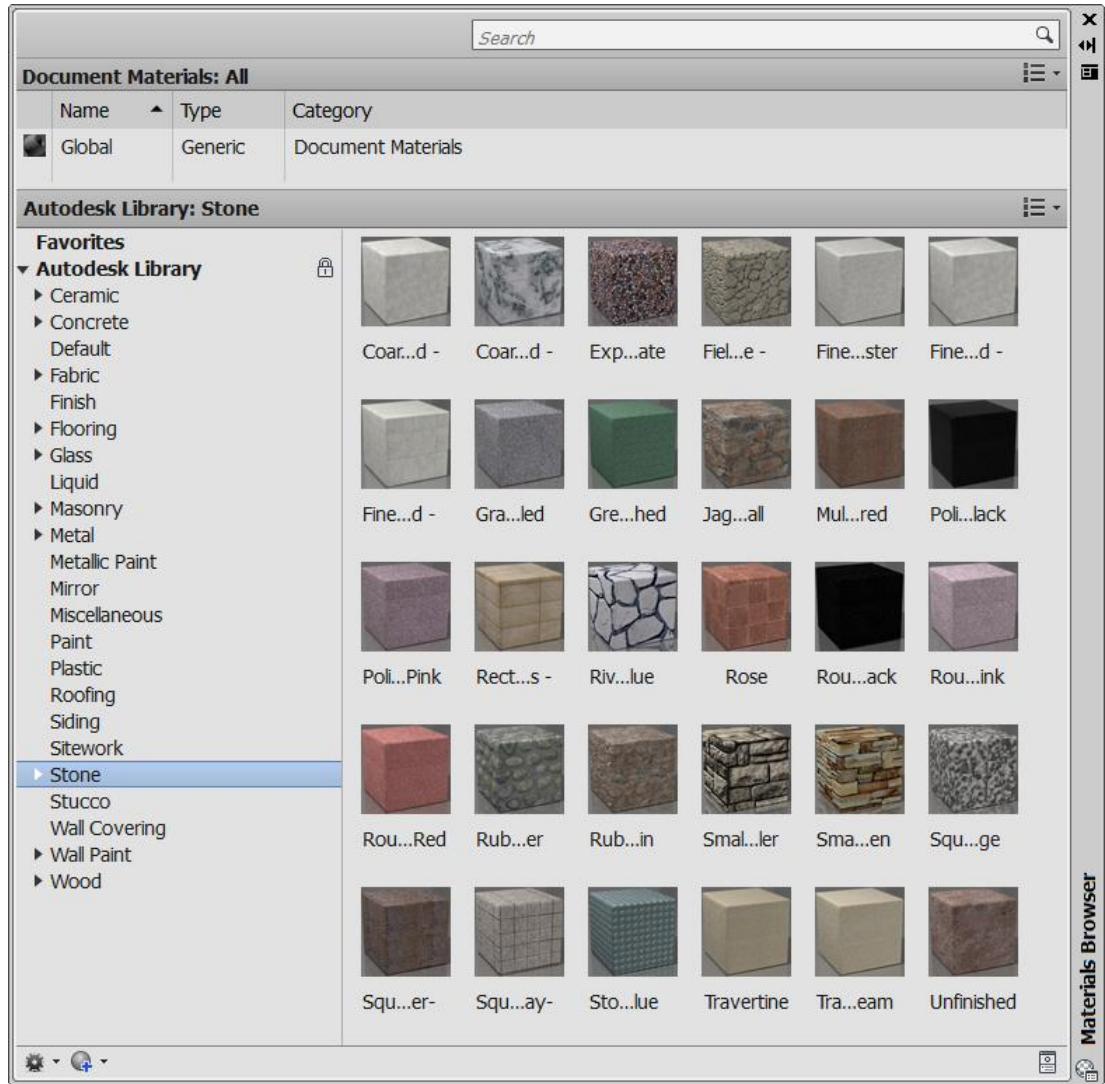 Search
Document Materials: All
Name Type Category
Global Generic Document Materials
Autodesk Library: Stone
Favorites
Autodesk Library
Ceramic
Concrete
Default
Fabric
Finish
Flooring
Glass
Liquid
Masonry
Metal
Metallic Paint
Mirror
Miscellaneous
Paint
Plastic
Roofing
Siding
Sitework
Stone
Stucco
Wall Covering
Wall Paint
Wood
Coar...d - Coar...d - Exp...ate Fiel...e - Fine...ster Fine...d -
Fine...d - Gra...led Gre...hed Jag...all Mul...red Poli...lack
Poli...Pink Rect...s - Riv...lue Rose Rou...ack Rou...ink
Rou...Red Rub...er Rub...in Smal...ler Sma...en Squ...ge
Squ...er- Squ...ay- Sto...lue Travertine Tra...eam Unfinished
Materials Browser